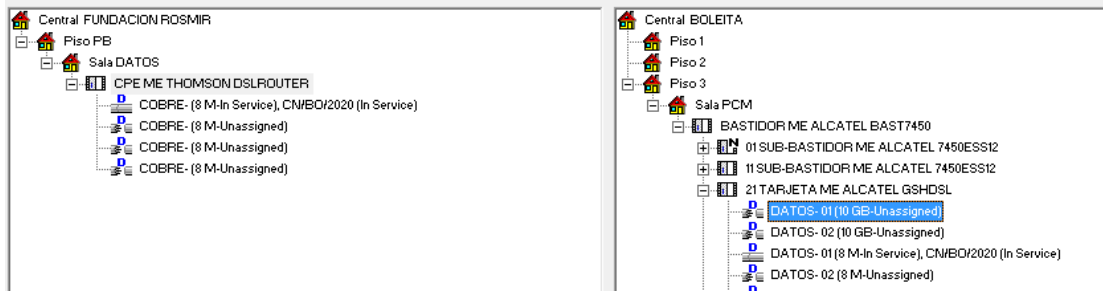 Central FUNDACION ROSMIR
Piso PB
Sala DATOS
CPE ME THOMSON DSLROUTER
COBRE- (8 M-In Service), CN/BO/2020 (In Service)
COBRE- (8 M-Unassigned)
COBRE- (8 M-Unassigned)
COBRE- (8 M-Unassigned)
Central BOLEITA
Piso 1
Piso 2
Piso 3
Sala PCM
BASTIDOR ME ALCATEL BAST7450
01 SUB-BASTIDOR ME ALCATEL 7450ESS12
11 SUB-BASTIDOR ME ALCATEL 7450ESS12
21 TARJETA ME ALCATEL GSHDSL
DATOS- 01 (10 GB-Unassigned)
DATOS- 02 (10 GB-Unassigned)
DATOS- 01 (8 M-In Service), CN/BO/2020 (In Service)
DATOS- 02 (8 M-Unassigned)